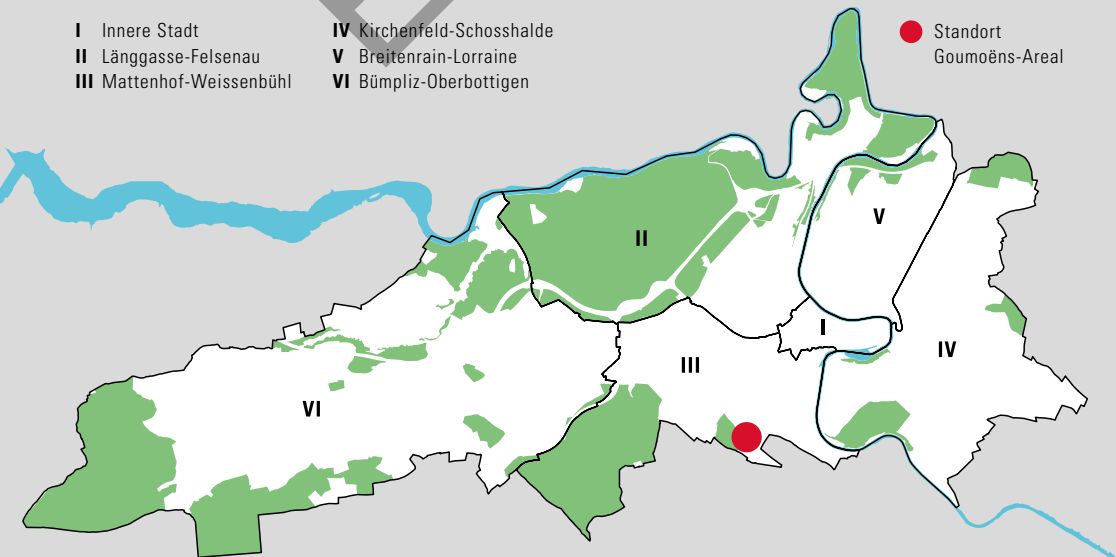 I Innere Stadt
II Länggasse-Felsenau
III Mattenhof-Weissenbühl
IV Kirchenfeld-Schosshalde
V Breitenrain-Lorraine
VI Bümpliz-Oberbottigen
Standort
Goumoëns-Areal
V
II
I
IV
III
VI